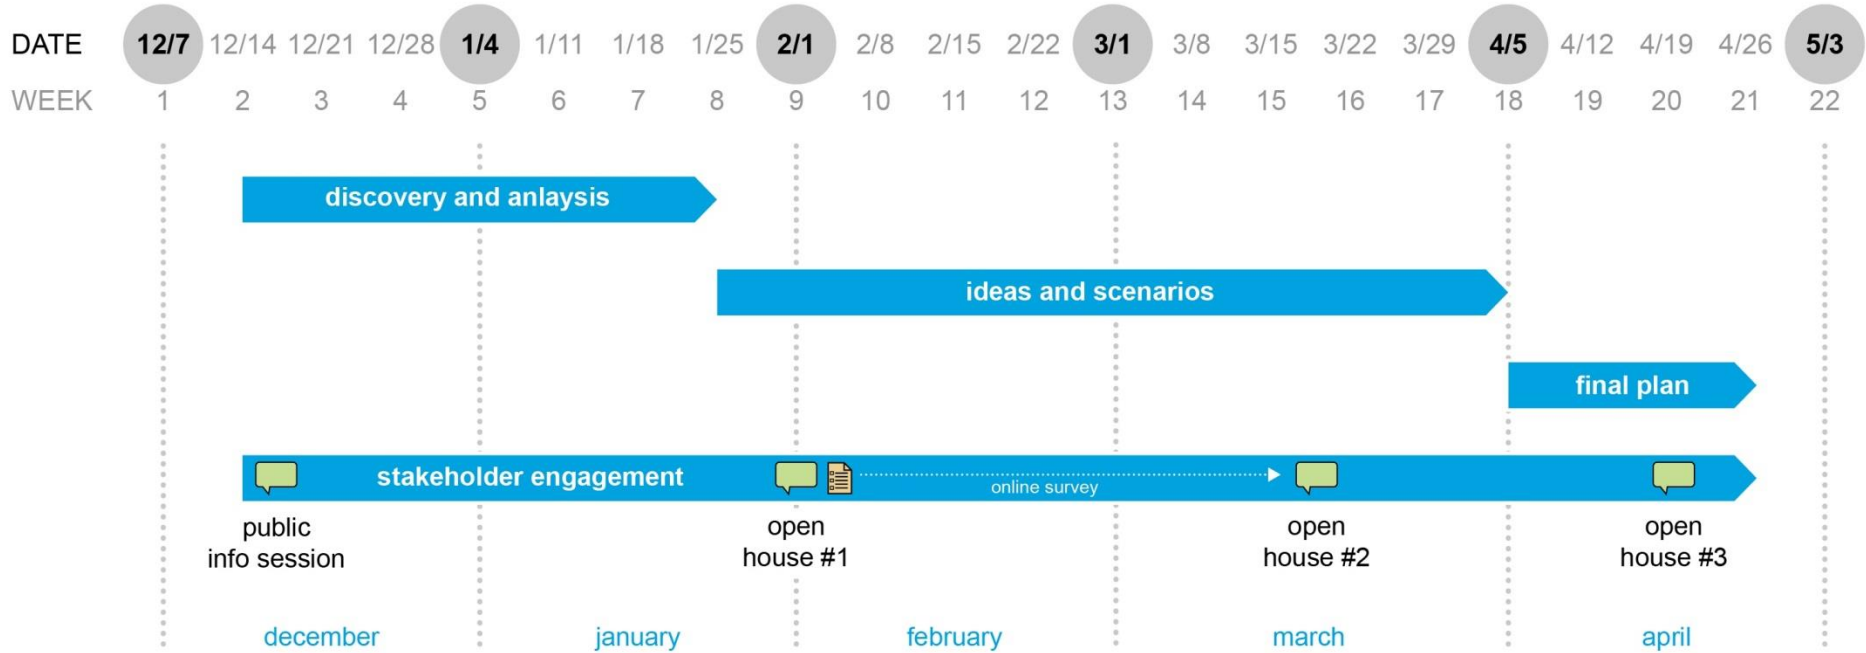 DATE 12/7 12/14 12/21 12/28 1/4 1/11 1/18 1/25 2/1 2/8 2/15 2/22 3/1 3/8 3/15 3/22 3/29 4/5 4/12 4/19 4/26 5/3
WEEK 1 2 3 4 5 6 7 8 9 10 11 12 13 14 15 16 17 18 19 20 21 22
discovery and anlaysis
ideas and scenarios
final plan
stakeholder engagement
online survey
public
info session
open
house #1
open
house #2
open
house #3
december january february march april